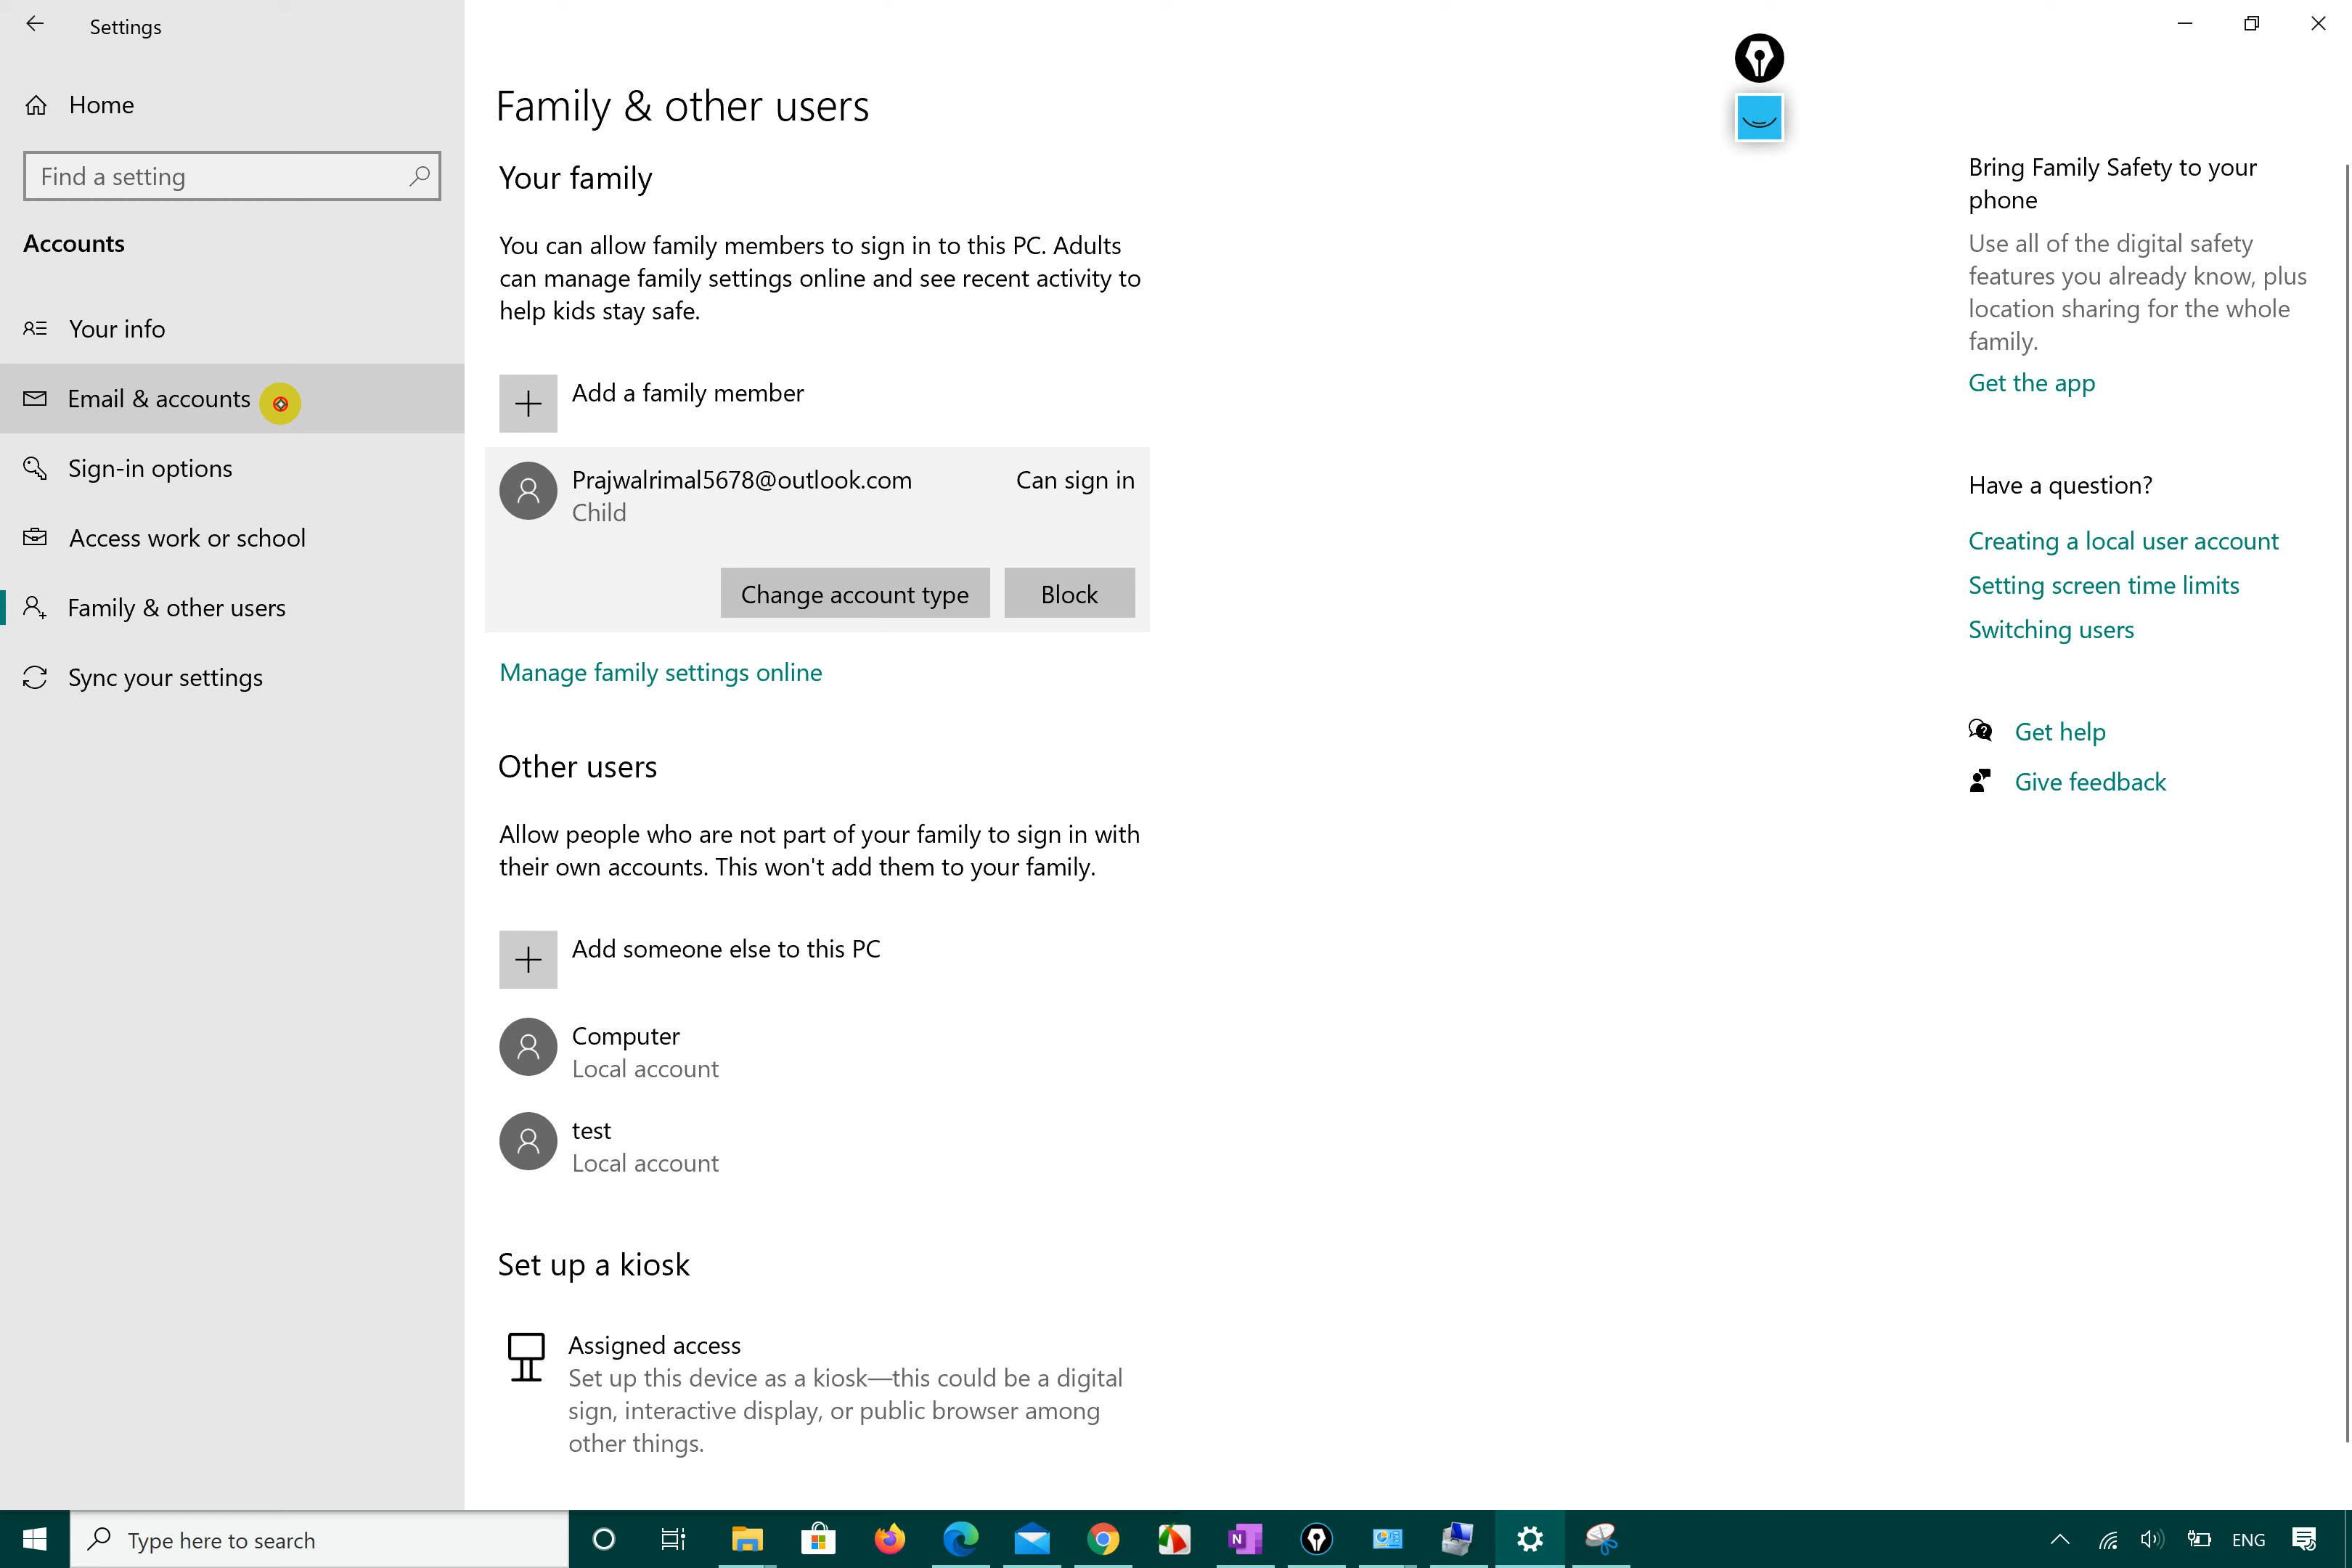 Settings
Home
Find a setting
Accounts
Your info
Email & accounts
Sign-in options
Access work or school
Family & other users
Sync your settings
Family & other users
Your family
You can allow family members to sign in to this PC. Adults
can manage family settings online and see recent activity to
help kids stay safe.
Add a family member
Prajwalrimal5678@outlook.com Can sign in
Child
Change account type Block
Manage family settings online
Other users
Allow people who are not part of your family to sign in with
their own accounts. This won't add them to your family.
Add someone else to this PC
Computer
Local account
test
Local account
Set up a kiosk
Assigned access
Set up this device as a kiosk—this could be a digital
sign, interactive display, or public browser among
other things.
Bring Family Safety to your
phone
Use all of the digital safety
features you already know, plus
location sharing for the whole
family.
Get the app
Have a question?
Creating a local user account
Setting screen time limits
Switching users
Get help
Give feedback
Type here to search
N
ENG